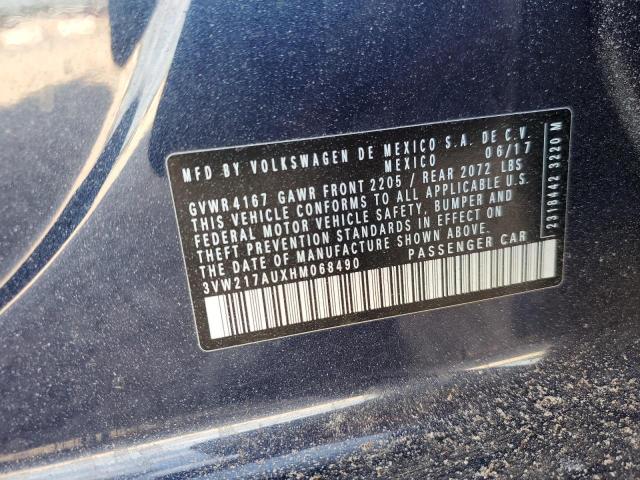 MFD BY VOLKSWAGEN DE MEXICO S.A. DE C.V.
MEXICO 06/17
GVWR 4167 GAWR FRONT 2205 / REAR 2072 LBS
THIS VEHICLE CONFORMS TO ALL APPLICABLE U.S.
FEDERAL MOTOR VEHICLE SAFETY, BUMPER AND
THEFT PREVENTION STANDARDS IN EFFECT ON
THE DATE OF MANUFACTURE SHOWN ABOVE.
3VW217AUXHM068490 PASSENGER CAR
2318442 3220 M